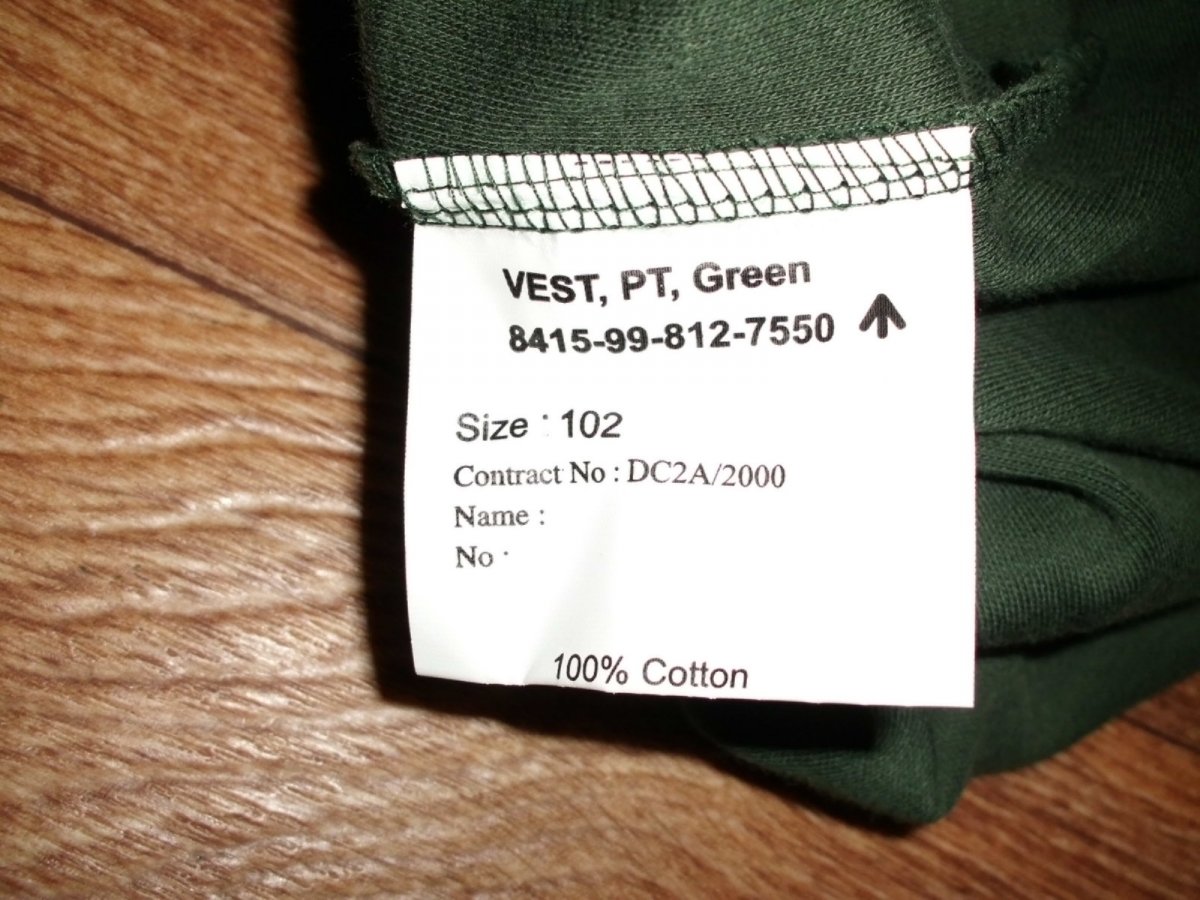 VEST, PT, Green
8415-99-812-7550
Size : 102
Contract No : DC2A/2000
Name :
No :
100% Cotton